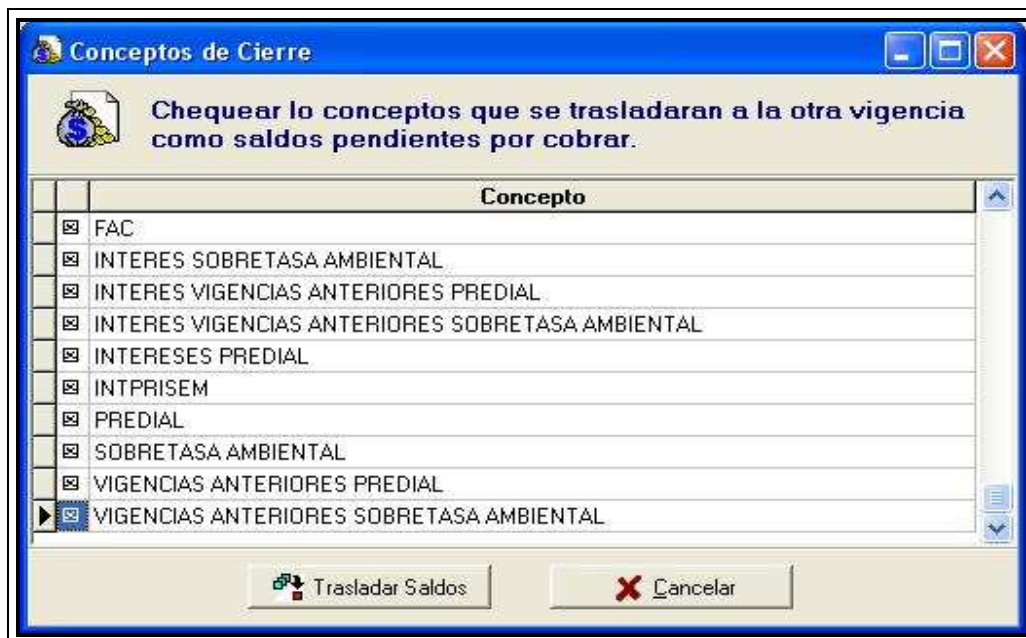 Conceptos de Cierre
Chequear lo conceptos que se trasladaran a la otra vigencia
como saldos pendientes por cobrar.
Concepto
FAC
INTERES SOBRETASA AMBIENTAL
INTERES VIGENCIAS ANTERIORES PREDIAL
INTERES VIGENCIAS ANTERIORES SOBRETASA AMBIENTAL
INTERESES PREDIAL
INTPRISEM
PREDIAL
SOBRETASA AMBIENTAL
VIGENCIAS ANTERIORES PREDIAL
VIGENCIAS ANTERIORES SOBRETASA AMBIENTAL
Trasladar Saldos Cancelar